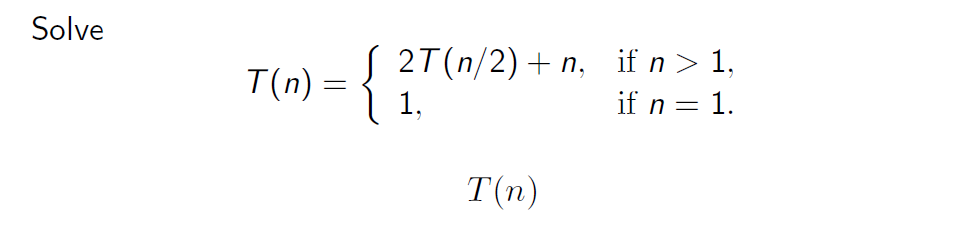 Solve
T(n) = { 2T(n/2) + n, if n > 1,
1, if n = 1.
T(n)